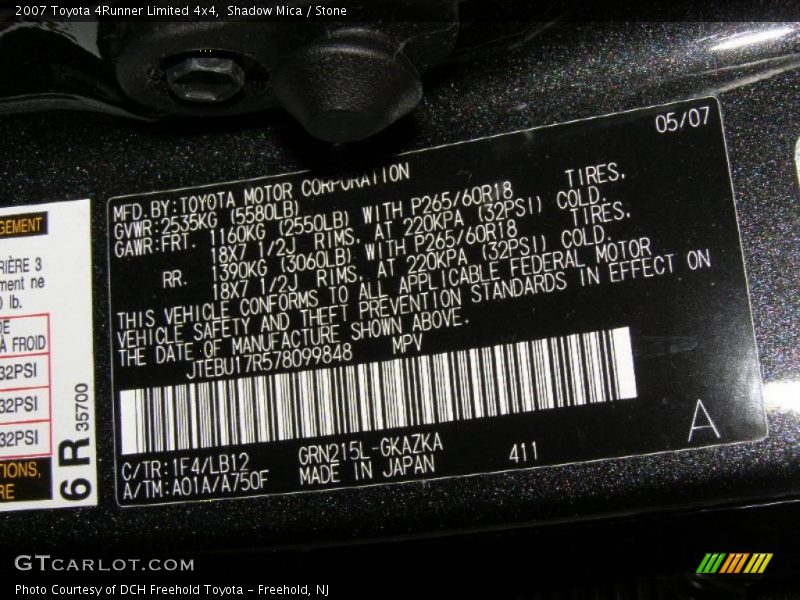 2007 Toyota 4Runner Limited 4x4, Shadow Mica / Stone
05/07
MFD.BY:TOYOTA MOTOR CORPORATION
GVWR:2535KG (5580LB)
GAWR:FRT. 1160KG (2550LB) WITH P265/60R18 TIRES,
18X7 1/2J RIMS, AT 220KPA (32PSI) COLD.
RR. 1390KG (3060LB) WITH P265/60R18 TIRES,
18X7 1/2J RIMS, AT 220KPA (32PSI) COLD.
THIS VEHICLE CONFORMS TO ALL APPLICABLE FEDERAL MOTOR
VEHICLE SAFETY AND THEFT PREVENTION STANDARDS IN EFFECT ON
THE DATE OF MANUFACTURE SHOWN ABOVE.
JTEBU17R578099848 MPV
C/TR:1F4/LB12 GRN215L-GKAZKA 411 A
A/TM:A01A/A750F MADE IN JAPAN
GEMENT
RIÈRE 3
ment ne
0 lb.
DE
À FROID
32PSI
32PSI
32PSI
TIONS,
RE
6R 35700
GTCARLOT.COM
Photo Courtesy of DCH Freehold Toyota - Freehold, NJ